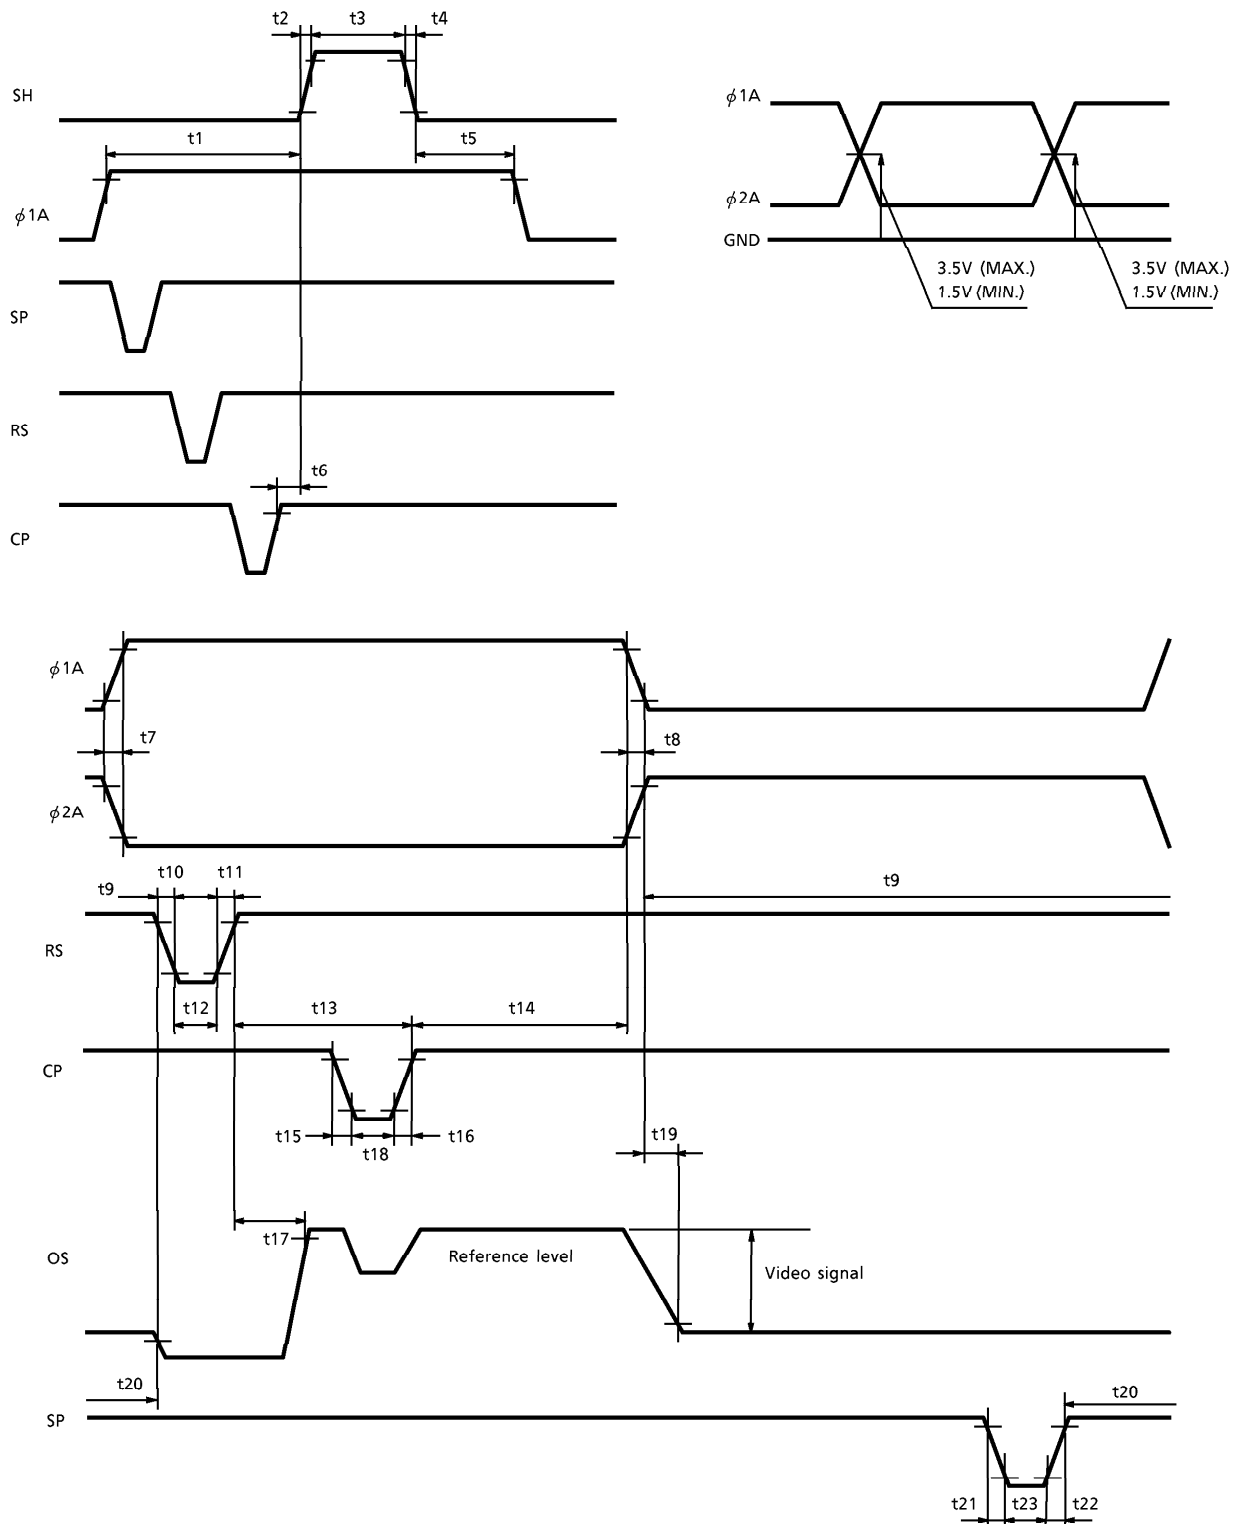 t2 t3 t4
SH
t1 t5
ϕ1A
SP
RS
t6
CP
ϕ1A
ϕ2A
GND
3.5V (MAX.)
1.5V (MIN.)
3.5V (MAX.)
1.5V (MIN.)
ϕ1A
t7 t8
ϕ2A
t9 t10 t11 t9
RS
t12 t13 t14
CP
t15 t18 t16 t19
t17
OS Reference level Video signal
t20 t20
SP
t21 t23 t22